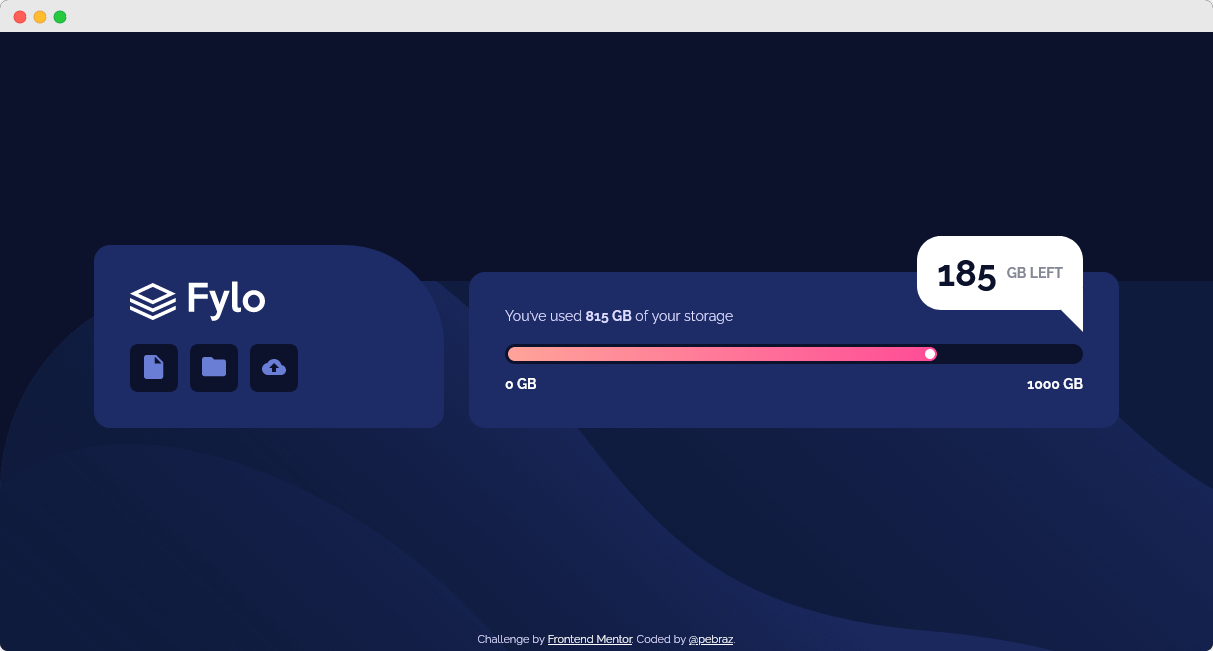 Fylo
185 GB LEFT
You've used 815 GB of your storage
0 GB 1000 GB
Challenge by Frontend Mentor. Coded by @pebraz.